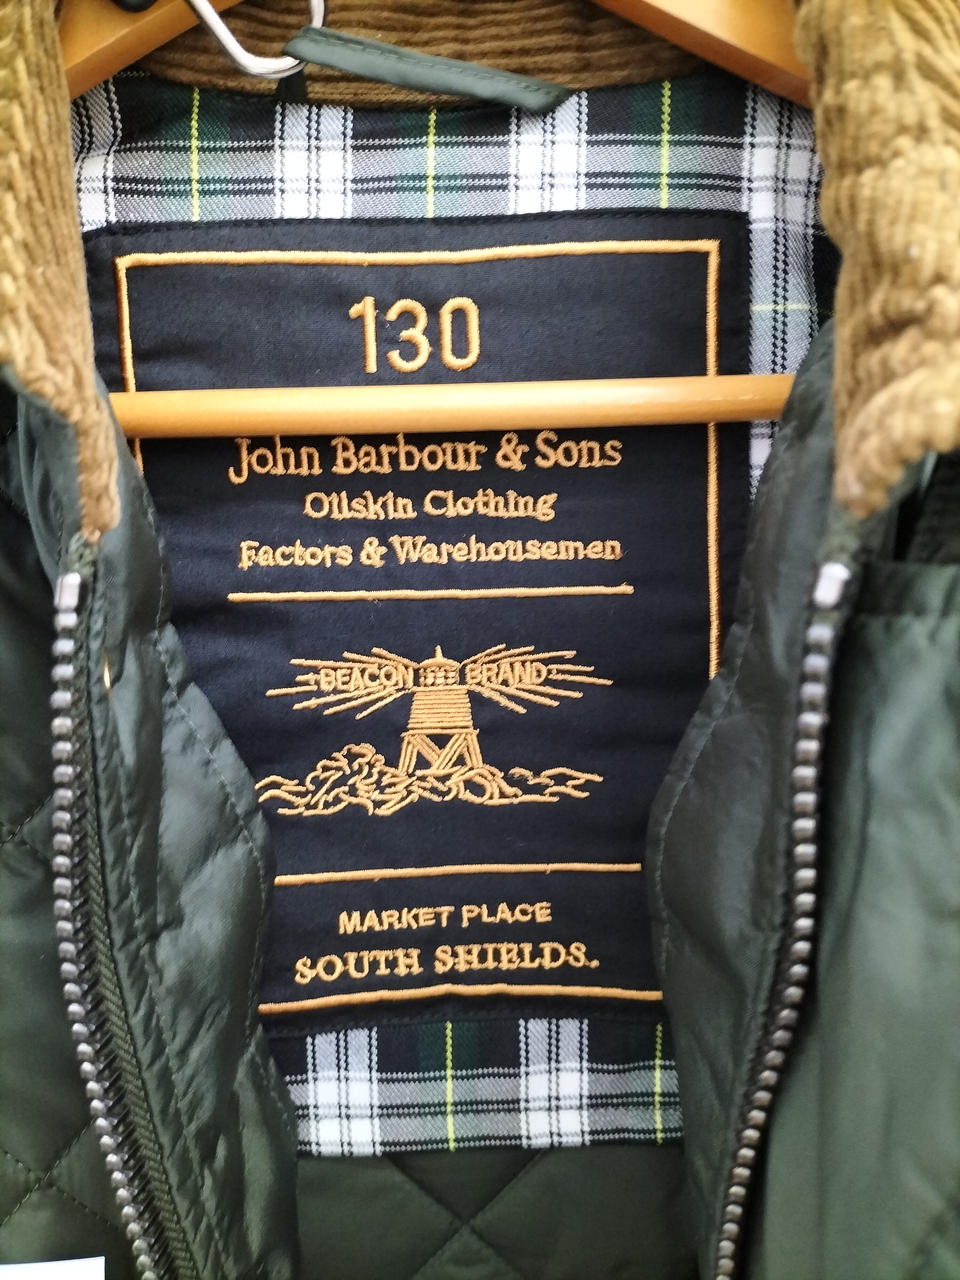 130
John Barbour & Sons
Oilskin Clothing
Factors & Warehousemen
BEACON BRAND
MARKET PLACE
SOUTH SHIELDS.